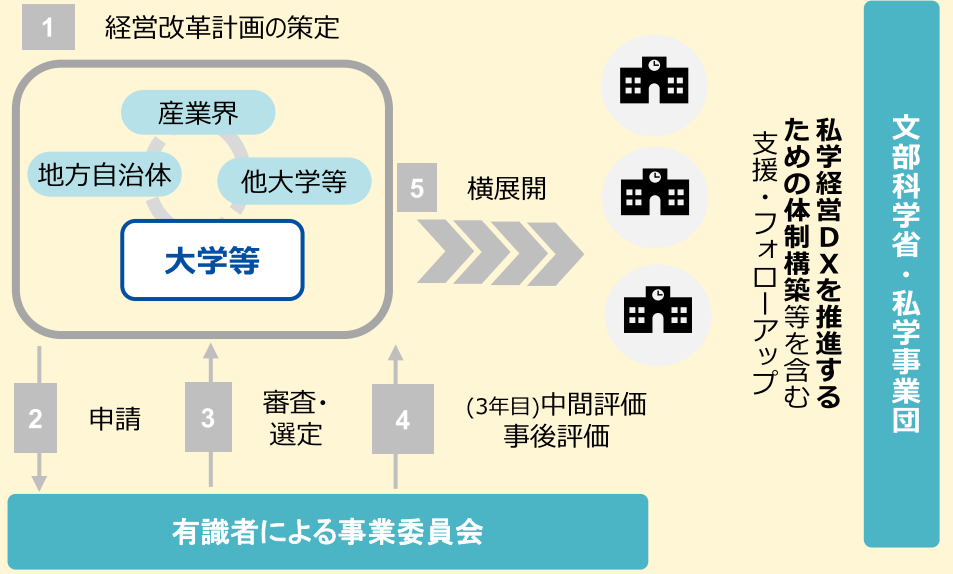 1 経営改革計画の策定
産業界
地方自治体
他大学等
大学等
5 横展開
2 申請
3 審査・
選定
4 (3年目)中間評価
事後評価
有識者による事業委員会
私学経営ＤＸを推進する
ための体制構築等を含む
支援・フォローアップ
文部科学省・私学事業団